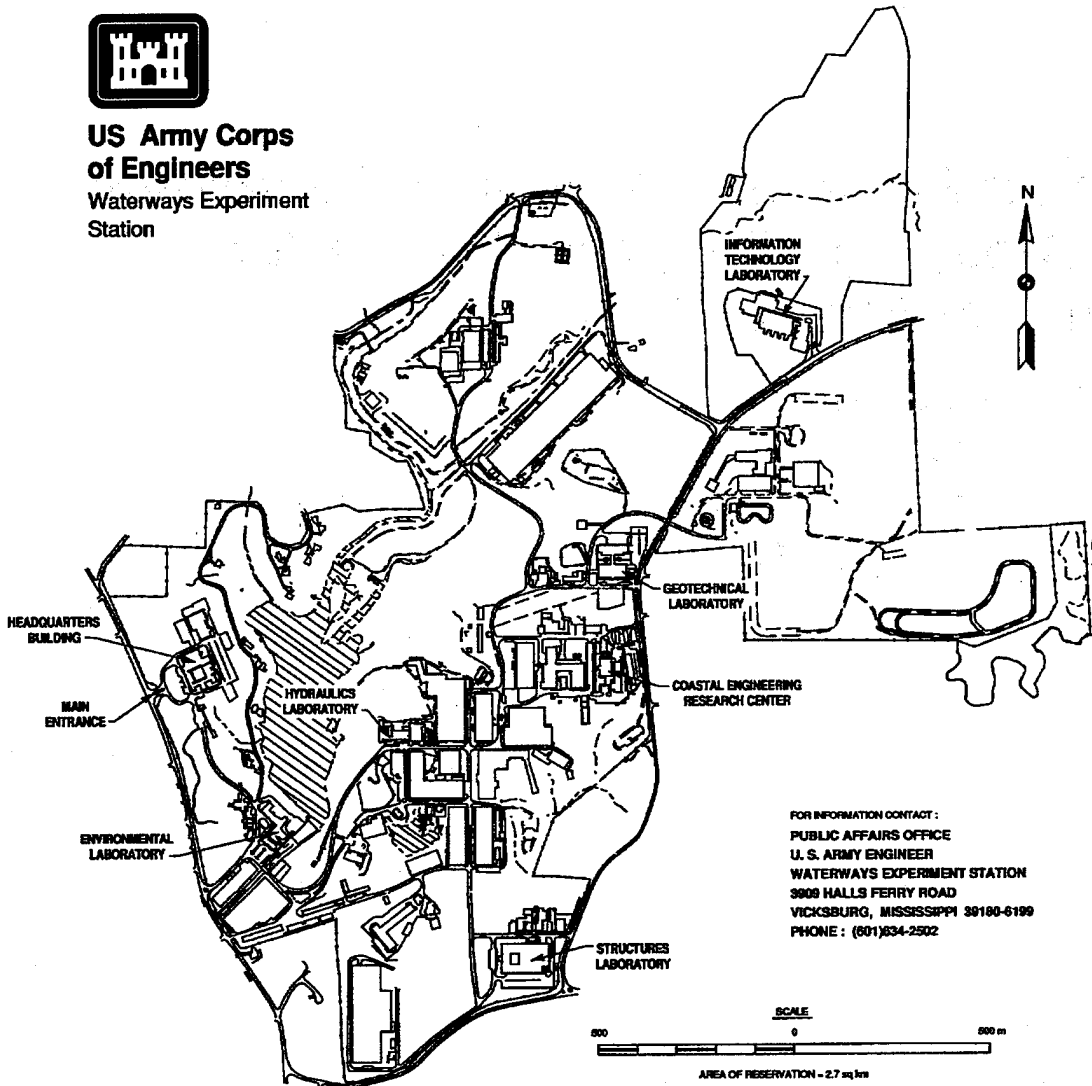 US Army Corps
of Engineers
Waterways Experiment
Station
N
INFORMATION
TECHNOLOGY
LABORATORY
GEOTECHNICAL
LABORATORY
HEADQUARTERS
BUILDING
MAIN
ENTRANCE
HYDRAULICS
LABORATORY
COASTAL ENGINEERING
RESEARCH CENTER
ENVIRONMENTAL
LABORATORY
STRUCTURES
LABORATORY
FOR INFORMATION CONTACT :
PUBLIC AFFAIRS OFFICE
U. S. ARMY ENGINEER
WATERWAYS EXPERIMENT STATION
3909 HALLS FERRY ROAD
VICKSBURG, MISSISSIPPI 39180-6199
PHONE : (601)634-2502
SCALE
500 0 500 m
AREA OF RESERVATION - 2.7 sq km